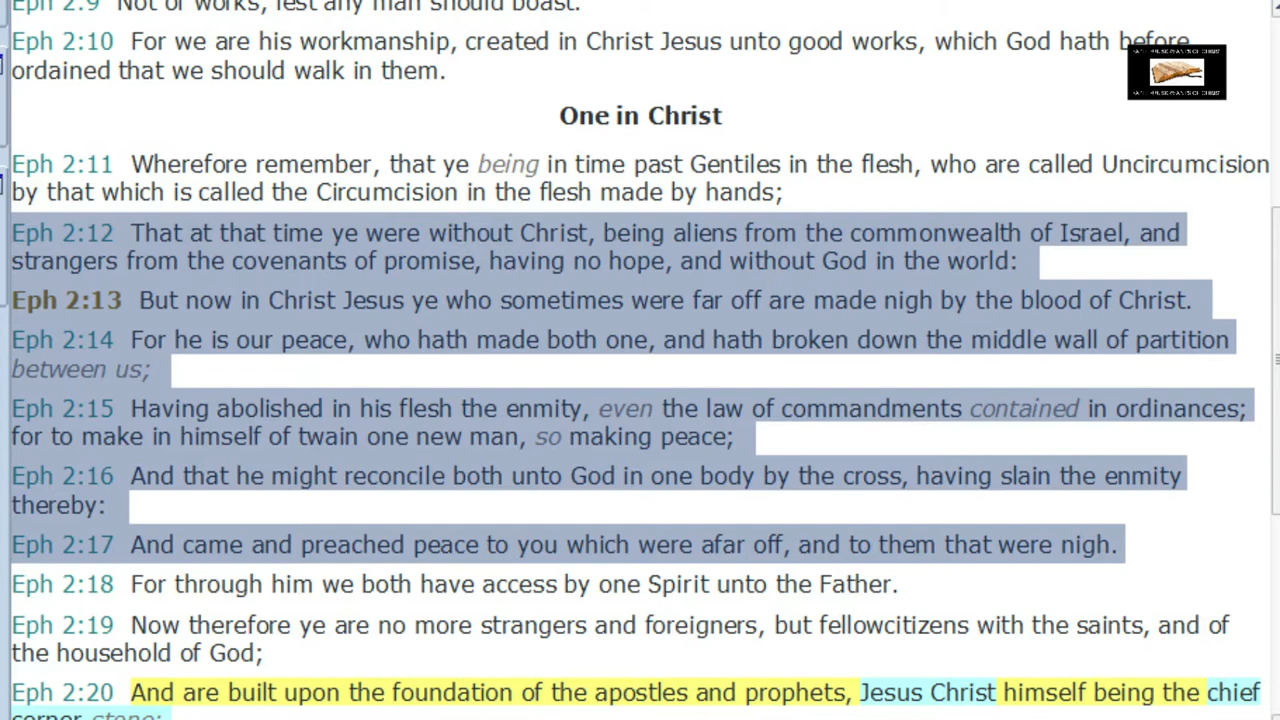 Eph 2:9 Not of works, lest any man should boast.
Eph 2:10 For we are his workmanship, created in Christ Jesus unto good works, which God hath before
ordained that we should walk in them.
One in Christ
Eph 2:11 Wherefore remember, that ye being in time past Gentiles in the flesh, who are called Uncircumcision
by that which is called the Circumcision in the flesh made by hands;
Eph 2:12 That at that time ye were without Christ, being aliens from the commonwealth of Israel, and
strangers from the covenants of promise, having no hope, and without God in the world:
Eph 2:13 But now in Christ Jesus ye who sometimes were far off are made nigh by the blood of Christ.
Eph 2:14 For he is our peace, who hath made both one, and hath broken down the middle wall of partition
between us;
Eph 2:15 Having abolished in his flesh the enmity, even the law of commandments contained in ordinances;
for to make in himself of twain one new man, so making peace;
Eph 2:16 And that he might reconcile both unto God in one body by the cross, having slain the enmity
thereby:
Eph 2:17 And came and preached peace to you which were afar off, and to them that were nigh.
Eph 2:18 For through him we both have access by one Spirit unto the Father.
Eph 2:19 Now therefore ye are no more strangers and foreigners, but fellowcitizens with the saints, and of
the household of God;
Eph 2:20 And are built upon the foundation of the apostles and prophets, Jesus Christ himself being the chief
corner stone;